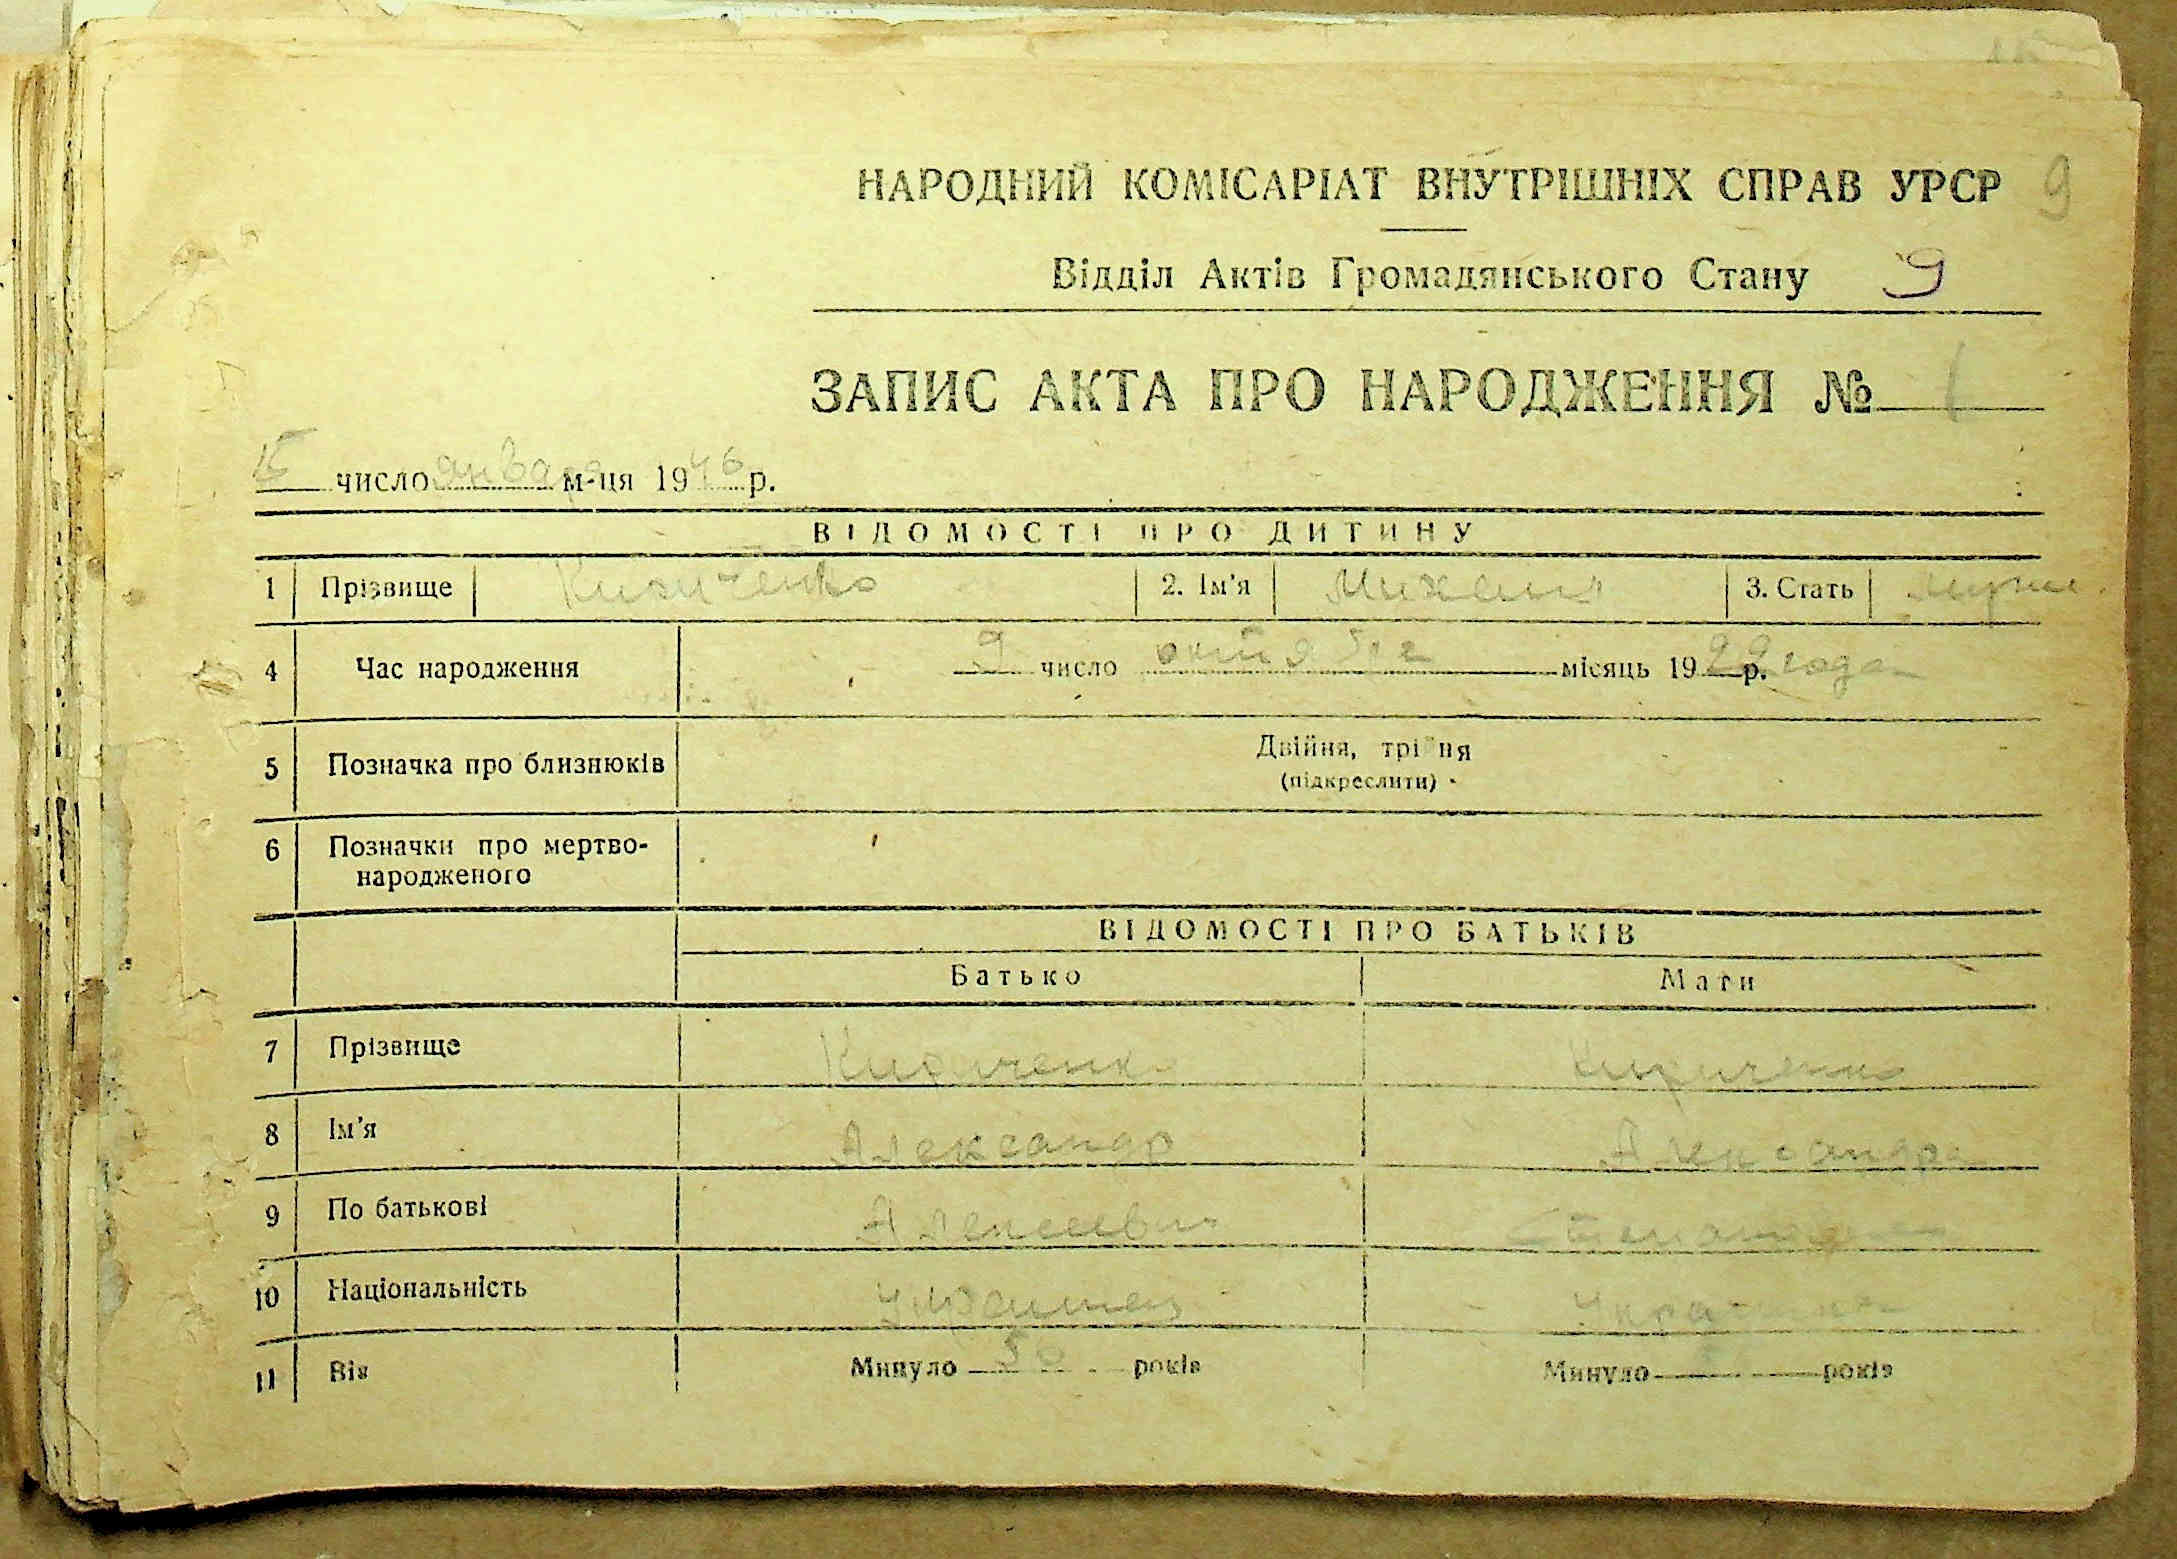 НАРОДНИЙ КОМІСАРІАТ ВНУТРІШНІХ СПРАВ УРСР 9
Відділ Актів Громадянського Стану 9
ЗАПИС АКТА ПРО НАРОДЖЕННЯ № 1
15 число января м-ця 1946 р.
ВІДОМОСТІ ПРО ДИТИНУ
1 Прізвище Кириченко 2. Ім'я Михаил 3. Стать муж.
4 Час народження 9 число октября місяць 1929 р. года
5 Позначка про близнюків Двійня, трійня
(підкреслити)
6 Позначки про мертво-
народженого
ВІДОМОСТІ ПРО БАТЬКІВ
Батько Мати
7 Прізвище Кириченко Кириченко
8 Ім'я Александр Александра
9 По батькові Алексеевич Степановна
10 Національність Украинец Украинка
11 Вік Минуло 50 років Минуло років